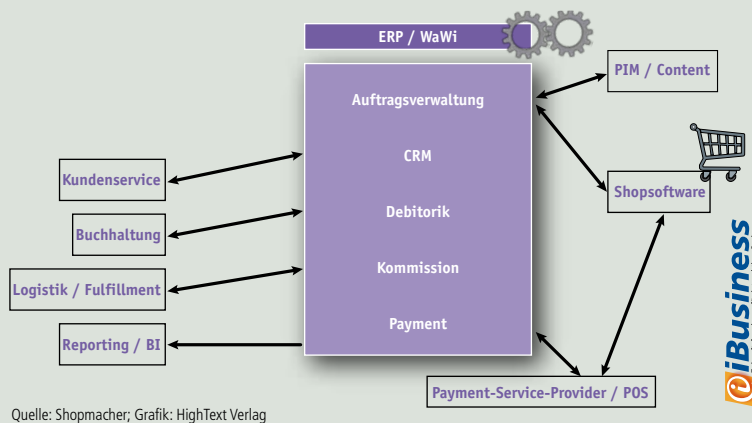 ERP / WaWi
Auftragsverwaltung
CRM
Debitorik
Kommission
Payment
Kundenservice
Buchhaltung
Logistik / Fulfillment
Reporting / BI
PIM / Content
Shopsoftware
Payment-Service-Provider / POS
iBusiness
Quelle: Shopmacher; Grafik: HighText Verlag